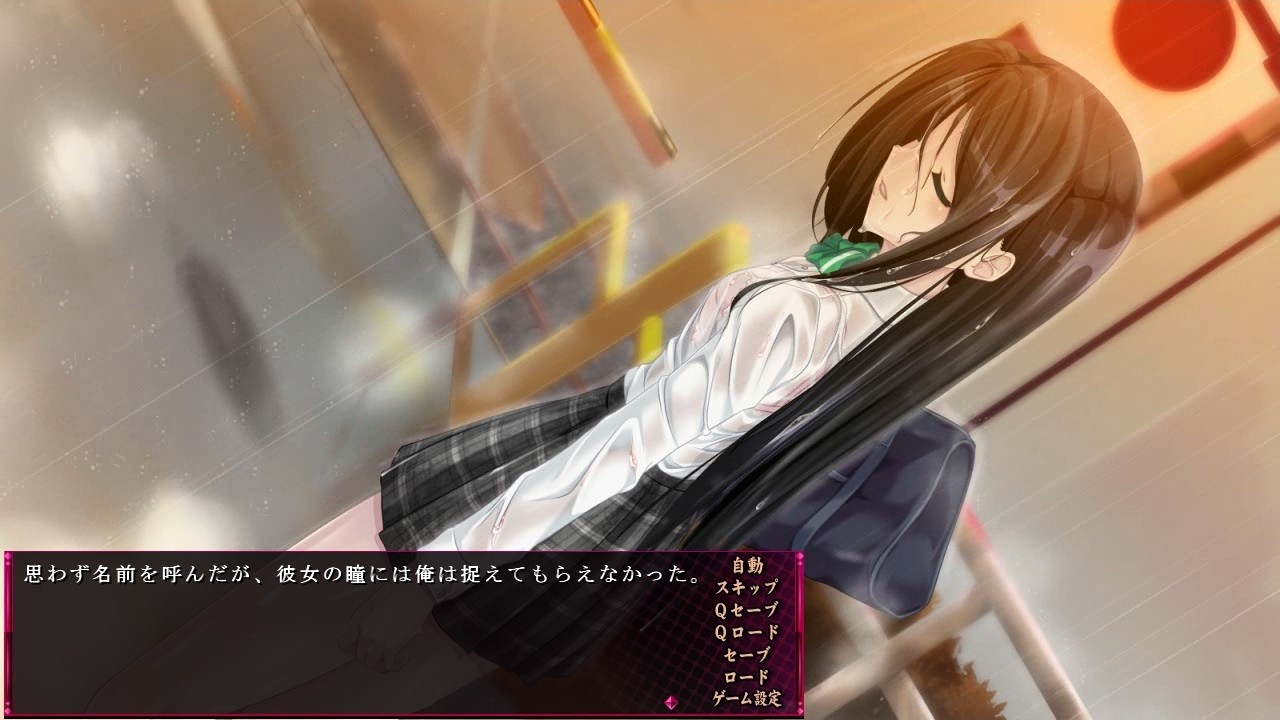 思わず名前を呼んだが、彼女の瞳には俺は捉えてもらえなかった。
自動
スキップ
Qセーブ
Qロード
セーブ
ロード
ゲーム設定